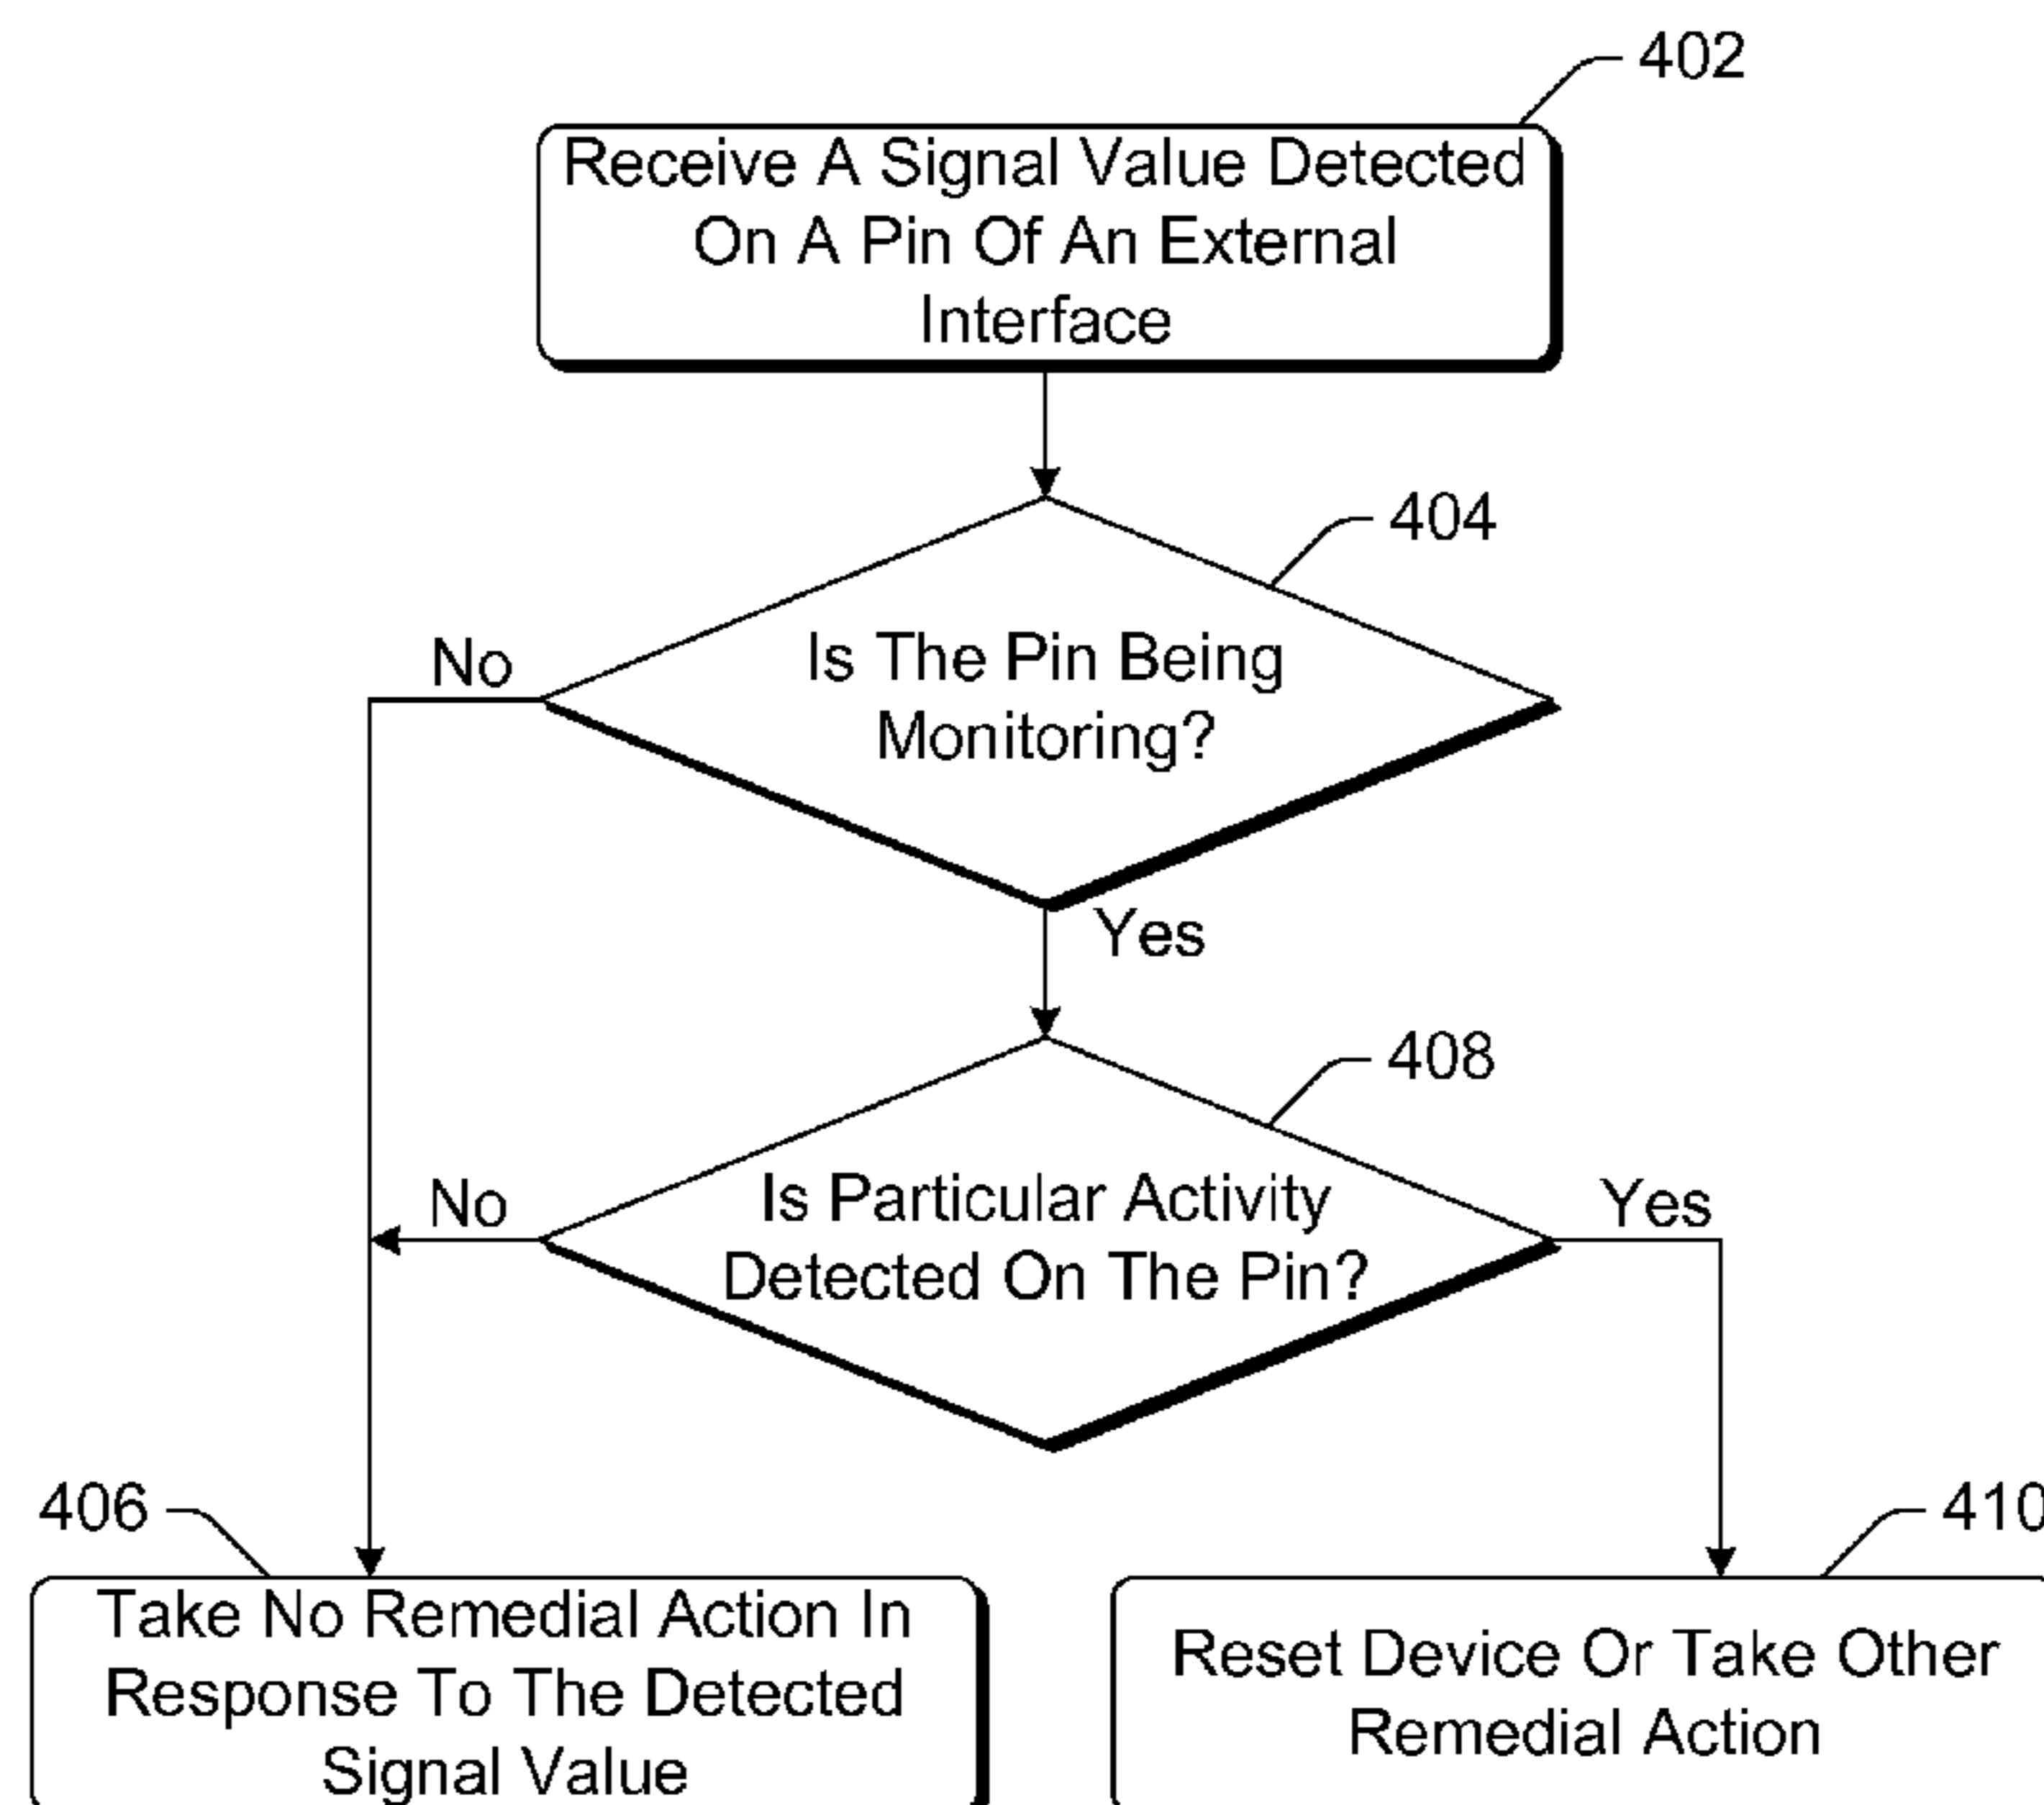 402
Receive A Signal Value Detected
On A Pin Of An External
Interface
404
Is The Pin Being
Monitoring?
No
Yes
408
Is Particular Activity
Detected On The Pin?
No
Yes
406
Take No Remedial Action In
Response To The Detected
Signal Value
410
Reset Device Or Take Other
Remedial Action